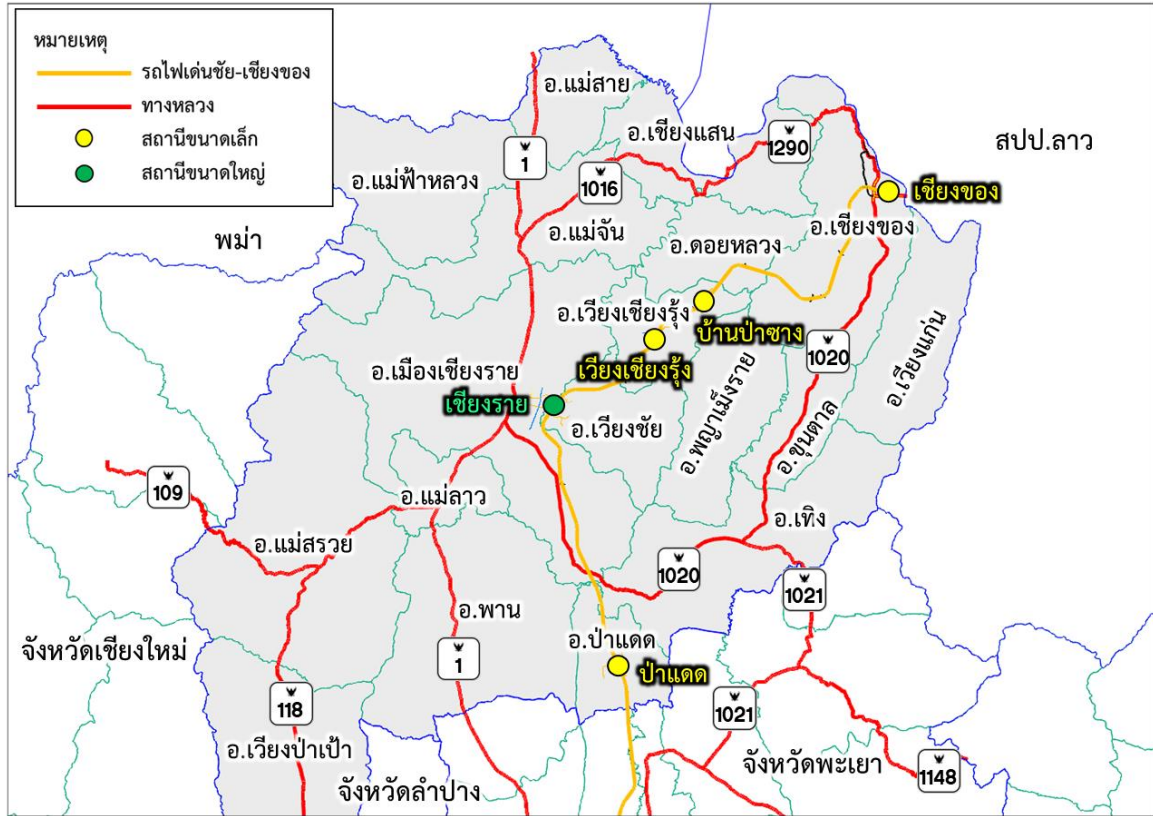 หมายเหตุ
รถไฟเด่นชัย-เชียงของ
ทางหลวง
สถานีขนาดเล็ก
สถานีขนาดใหญ่
อ.แม่สาย
อ.เชียงแสน
1290
สปป.ลาว
1
1016
อ.แม่ฟ้าหลวง
เชียงของ
พม่า
อ.แม่จัน
อ.ดอยหลวง
อ.เชียงของ
อ.เวียงเชียงรุ้ง
บ้านป่าซาง
1020
อ.เวียงแก่น
อ.เมืองเชียงราย
เวียงเชียงรุ้ง
เชียงราย
อ.เวียงชัย
อ.พญาเม็งราย
อ.ขุนตาล
109
อ.แม่ลาว
อ.เทิง
อ.แม่สรวย
1020
1021
อ.พาน
อ.ป่าแดด
จังหวัดเชียงใหม่
1
ป่าแดด
118
1021
อ.เวียงป่าเป้า
จังหวัดลำปาง
จังหวัดพะเยา
1148